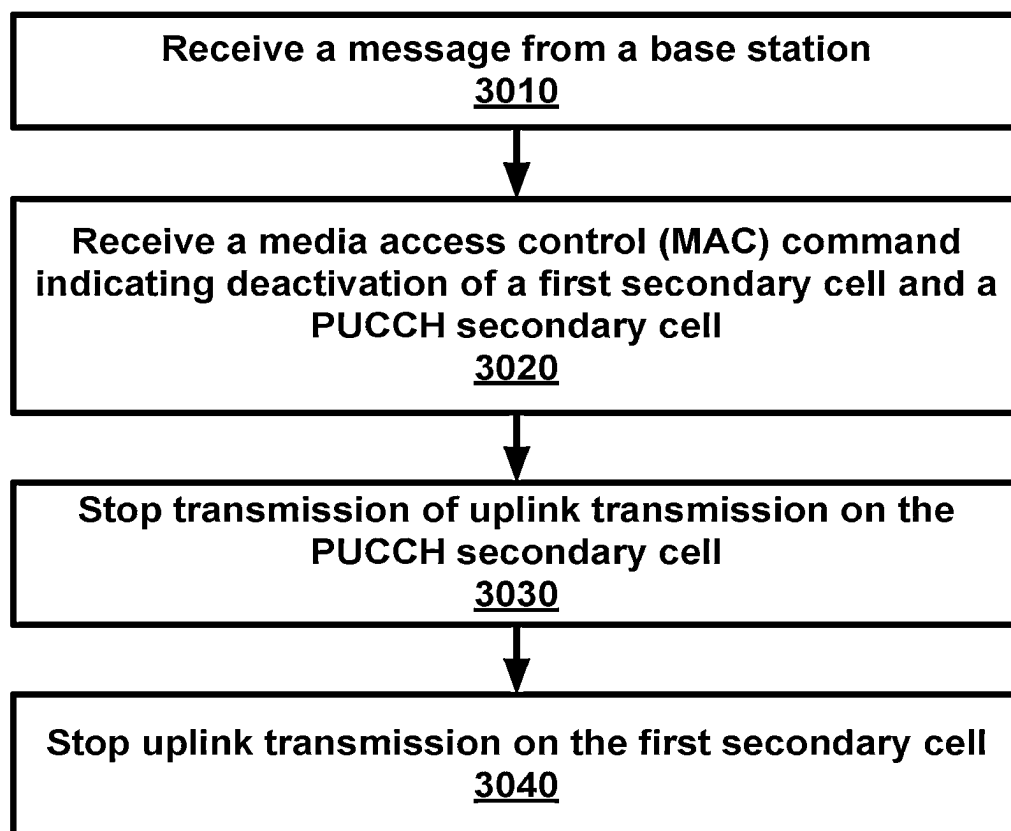 Receive a message from a base station
3010
Receive a media access control (MAC) command
indicating deactivation of a first secondary cell and a
PUCCH secondary cell
3020
Stop transmission of uplink transmission on the
PUCCH secondary cell
3030
Stop uplink transmission on the first secondary cell
3040